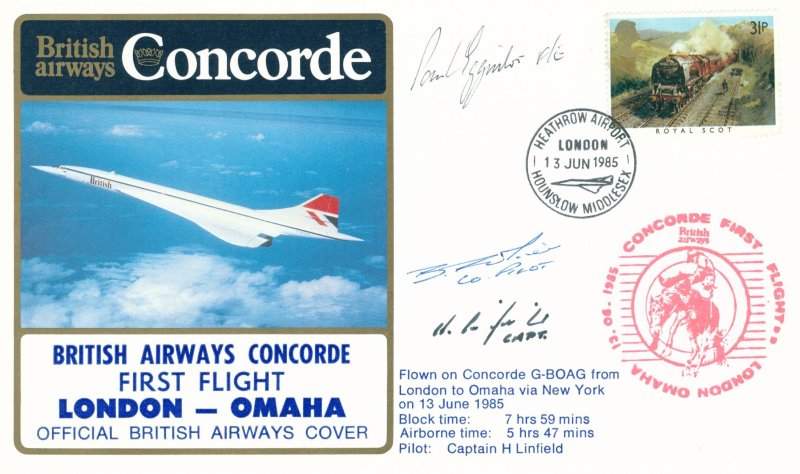 British airways Concorde
British
BRITISH AIRWAYS CONCORDE
FIRST FLIGHT
LONDON – OMAHA
OFFICIAL BRITISH AIRWAYS COVER
Paul F/E
31P
ROYAL SCOT
HEATHROW AIRPORT
LONDON
13 JUN 1985
HOUNSLOW MIDDLESEX
CO-PILOT
H Linfield
CAPT.
CONCORDE FIRST FLIGHTS
British airways
LONDON OMAHA
13-06-1985
Flown on Concorde G-BOAG from
London to Omaha via New York
on 13 June 1985
Block time: 7 hrs 59 mins
Airborne time: 5 hrs 47 mins
Pilot: Captain H Linfield